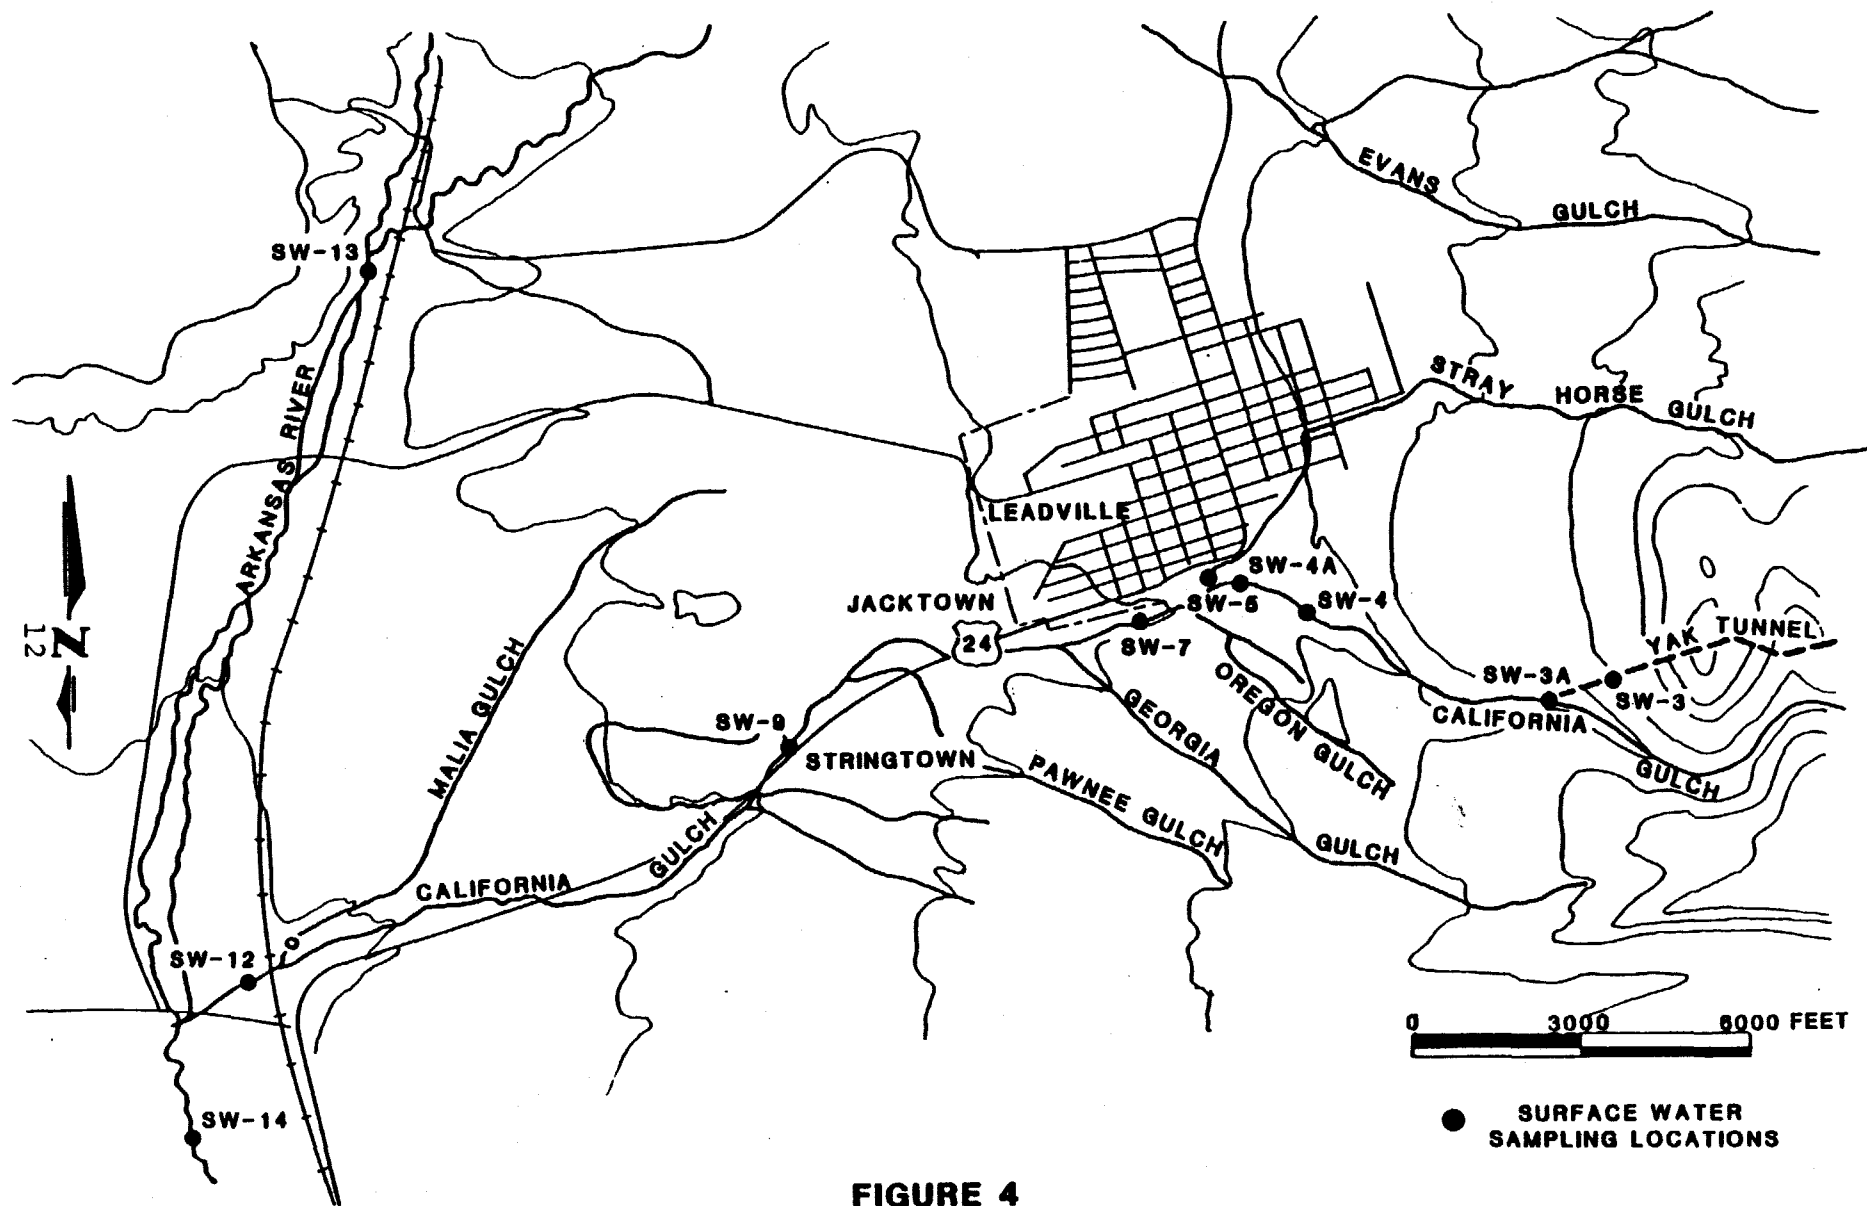 EVANS
GULCH
SW-13
STRAY
HORSE
GULCH
ARKANSAS RIVER
LEADVILLE
SW-4A
JACKTOWN
SW-5
SW-4
24
SW-7
YAK
TUNNEL
N
12
SW-3A
SW-3
OREGON GULCH
CALIFORNIA
GULCH
GEORGIA
GULCH
MALIA GULCH
SW-9
STRINGTOWN
PAWNEE GULCH
CALIFORNIA
GULCH
SW-12
0 3000 6000 FEET
SW-14
SURFACE WATER
SAMPLING LOCATIONS
FIGURE 4